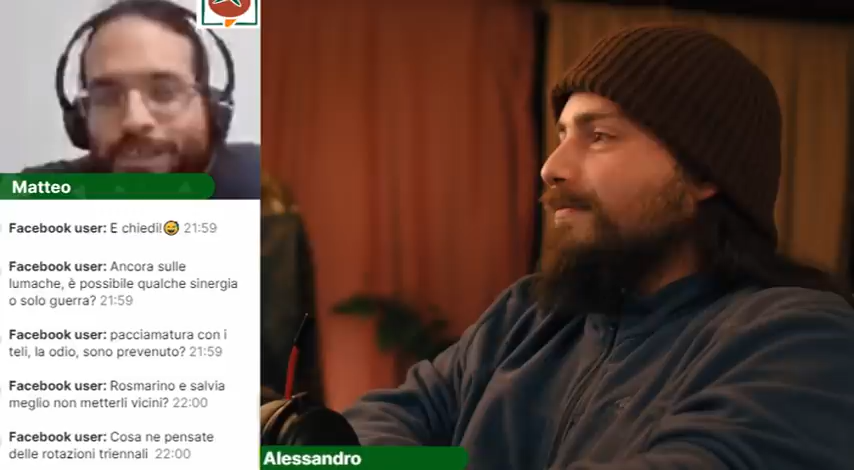 Matteo
Facebook user: E chiedi!😅 21:59
Facebook user: Ancora sulle
lumache, è possibile qualche sinergia
o solo guerra? 21:59
Facebook user: pacciamatura con i
teli, la odio, sono prevenuto? 21:59
Facebook user: Rosmarino e salvia
meglio non metterli vicini? 22:00
Facebook user: Cosa ne pensate
delle rotazioni triennali 22:00
Alessandro